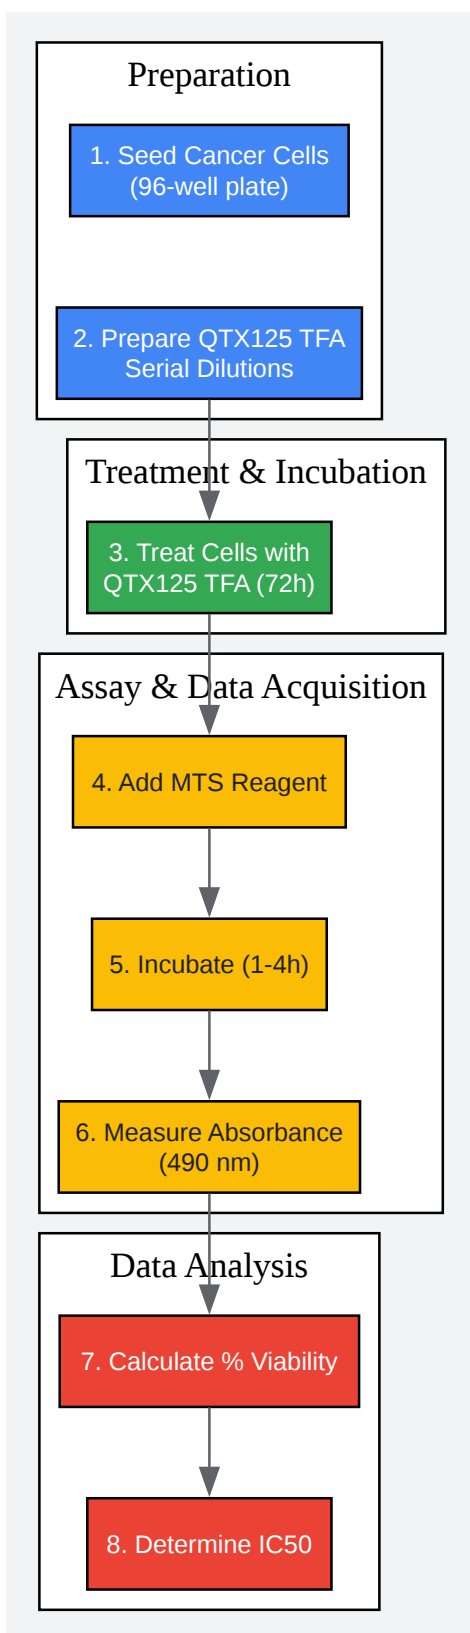 Preparation
1. Seed Cancer Cells
(96-well plate)
2. Prepare QTX125 TFA
Serial Dilutions
Treatment & Incubation
3. Treat Cells with
QTX125 TFA (72h)
Assay & Data Acquisition
4. Add MTS Reagent
5. Incubate (1-4h)
6. Measure Absorbance
(490 nm)
Data Analysis
7. Calculate % Viability
8. Determine IC50